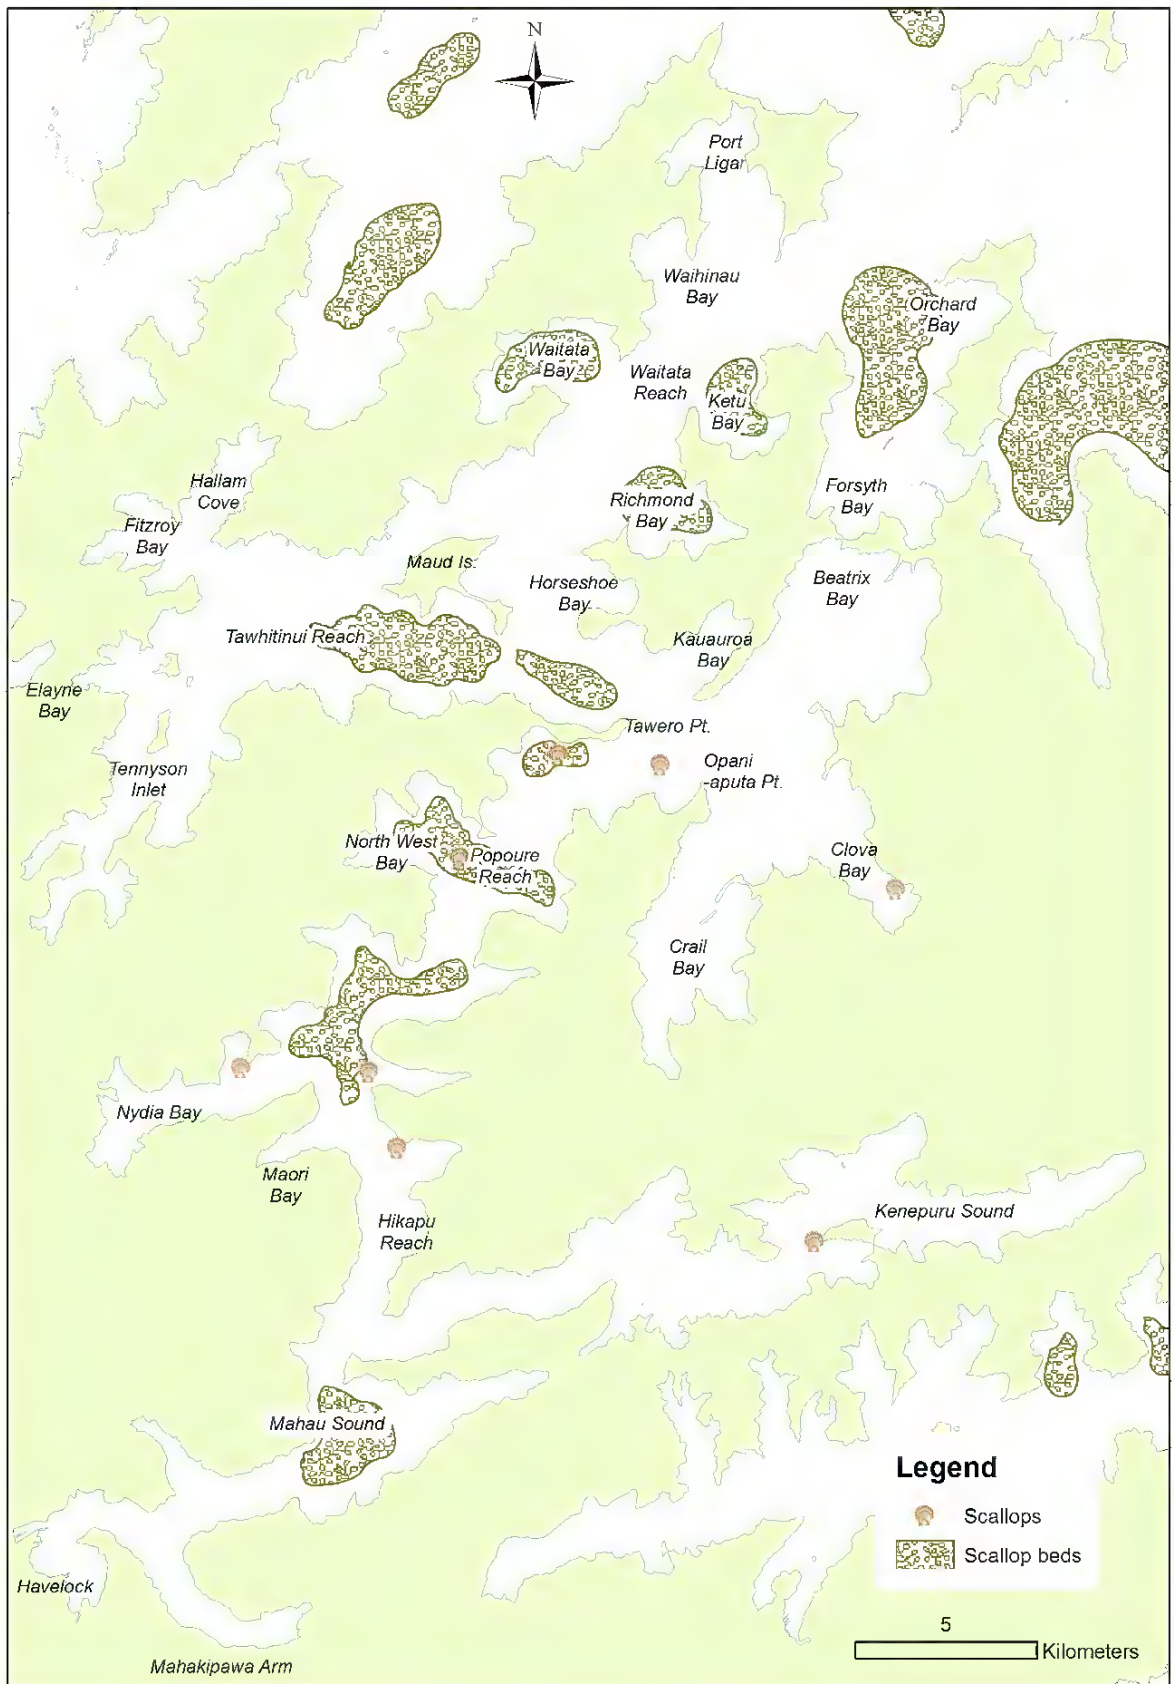 N
Port
Ligar
Waihinau
Bay
Orchard
Bay
Waitata
Bay
Waitata
Reach
Ketu
Bay
Hallam
Cove
Fitzroy
Bay
Richmond
Bay
Forsyth
Bay
Maud Is.
Horseshoe
Bay
Beatrix
Bay
Tawhitinui Reach
Kauauroa
Bay
Elayne
Bay
Tawero Pt.
Tennyson
Inlet
Opani
-aputa Pt.
North West
Bay
Popoure
Reach
Clova
Bay
Crail
Bay
Nydia Bay
Maori
Bay
Hikapu
Reach
Kenepuru Sound
Mahau Sound
Legend
Scallops
Scallop beds
Havelock
5
Kilometers
Mahakipawa Arm